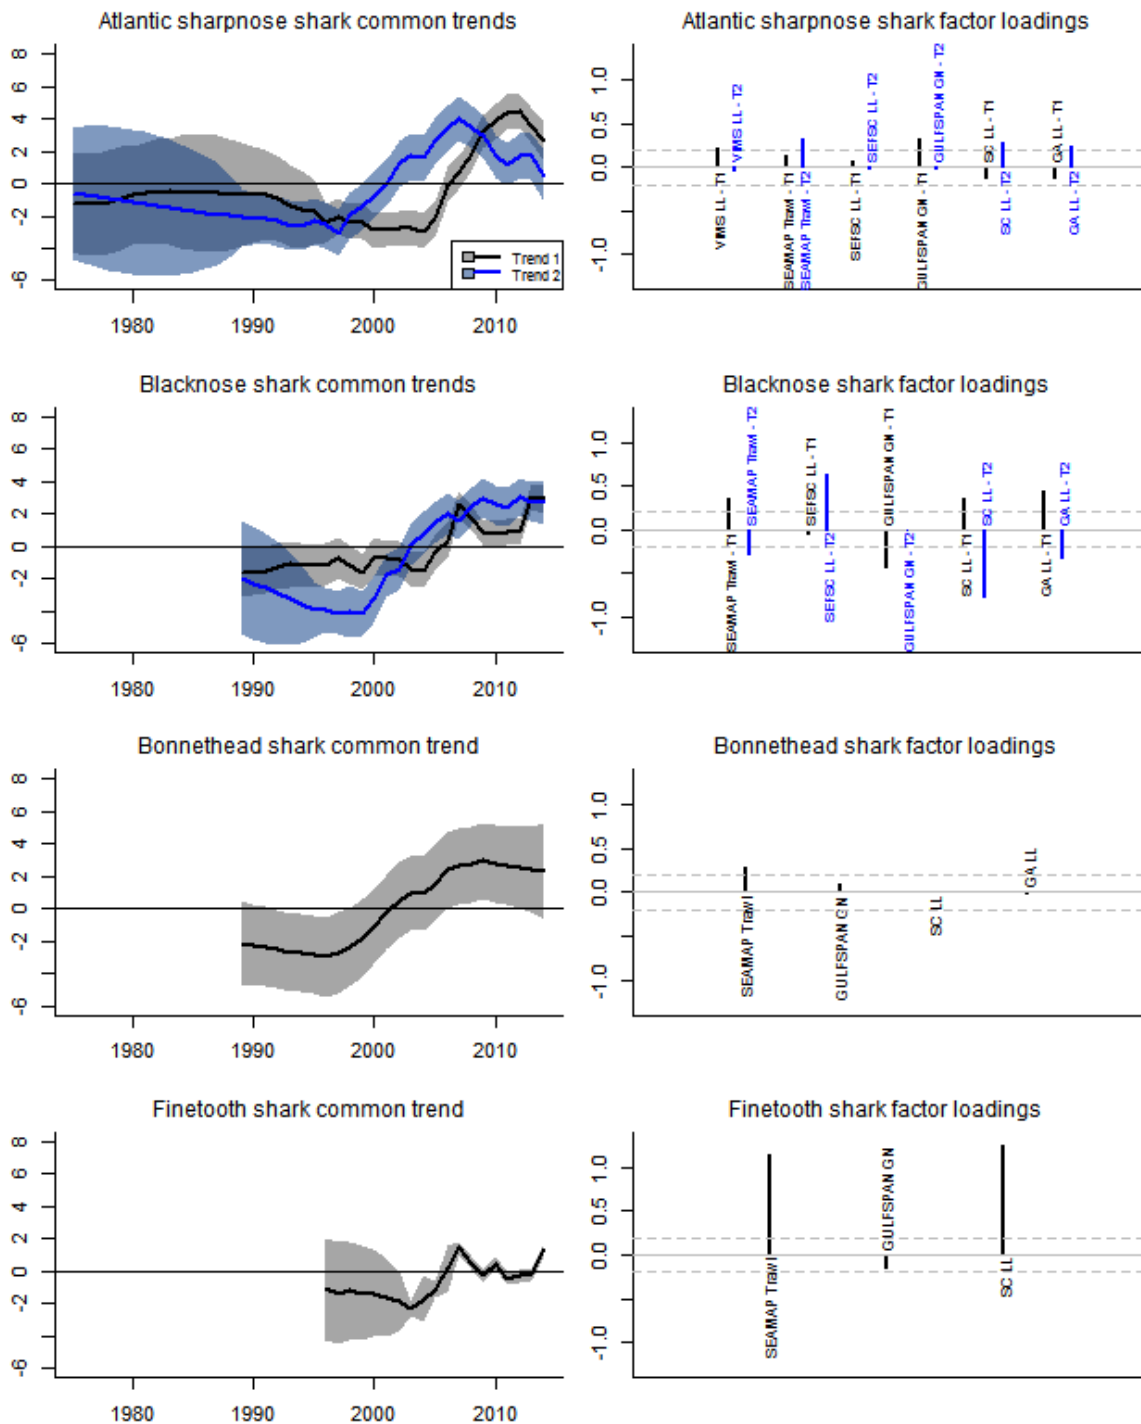 Atlantic sharpnose shark common trends
8
6
4
2
0
-2
-6
Trend 1
Trend 2
1980 1990 2000 2010
Atlantic sharpnose shark factor loadings
1.0
0.5
0.0
-1.0
VIMS LL - T1
VIMS LL - T2
SEAMAP Trawl - T1
SEAMAP Trawl - T2
SEFSC LL - T1
SEFSC LL - T2
GULFSPAN GN - T1
GULFSPAN GN - T2
SC LL - T1
SC LL - T2
GA LL - T1
GA LL - T2
Blacknose shark common trends
8
6
4
2
0
-2
-6
1980 1990 2000 2010
Blacknose shark factor loadings
1.0
0.5
0.0
-1.0
SEAMAP Trawl - T1
SEAMAP Trawl - T2
SEFSC LL - T1
SEFSC LL - T2
GULFSPAN GN - T1
GULFSPAN GN - T2
SC LL - T1
SC LL - T2
GA LL - T1
GA LL - T2
Bonnethead shark common trend
8
6
4
2
0
-2
-6
1980 1990 2000 2010
Bonnethead shark factor loadings
1.0
0.5
0.0
-1.0
SEAMAP Trawl
GULFSPAN GN
SC LL
GA LL
Finetooth shark common trend
8
6
4
2
0
-2
-6
1980 1990 2000 2010
Finetooth shark factor loadings
1.0
0.5
0.0
-1.0
SEAMAP Trawl
GULFSPAN GN
SC LL